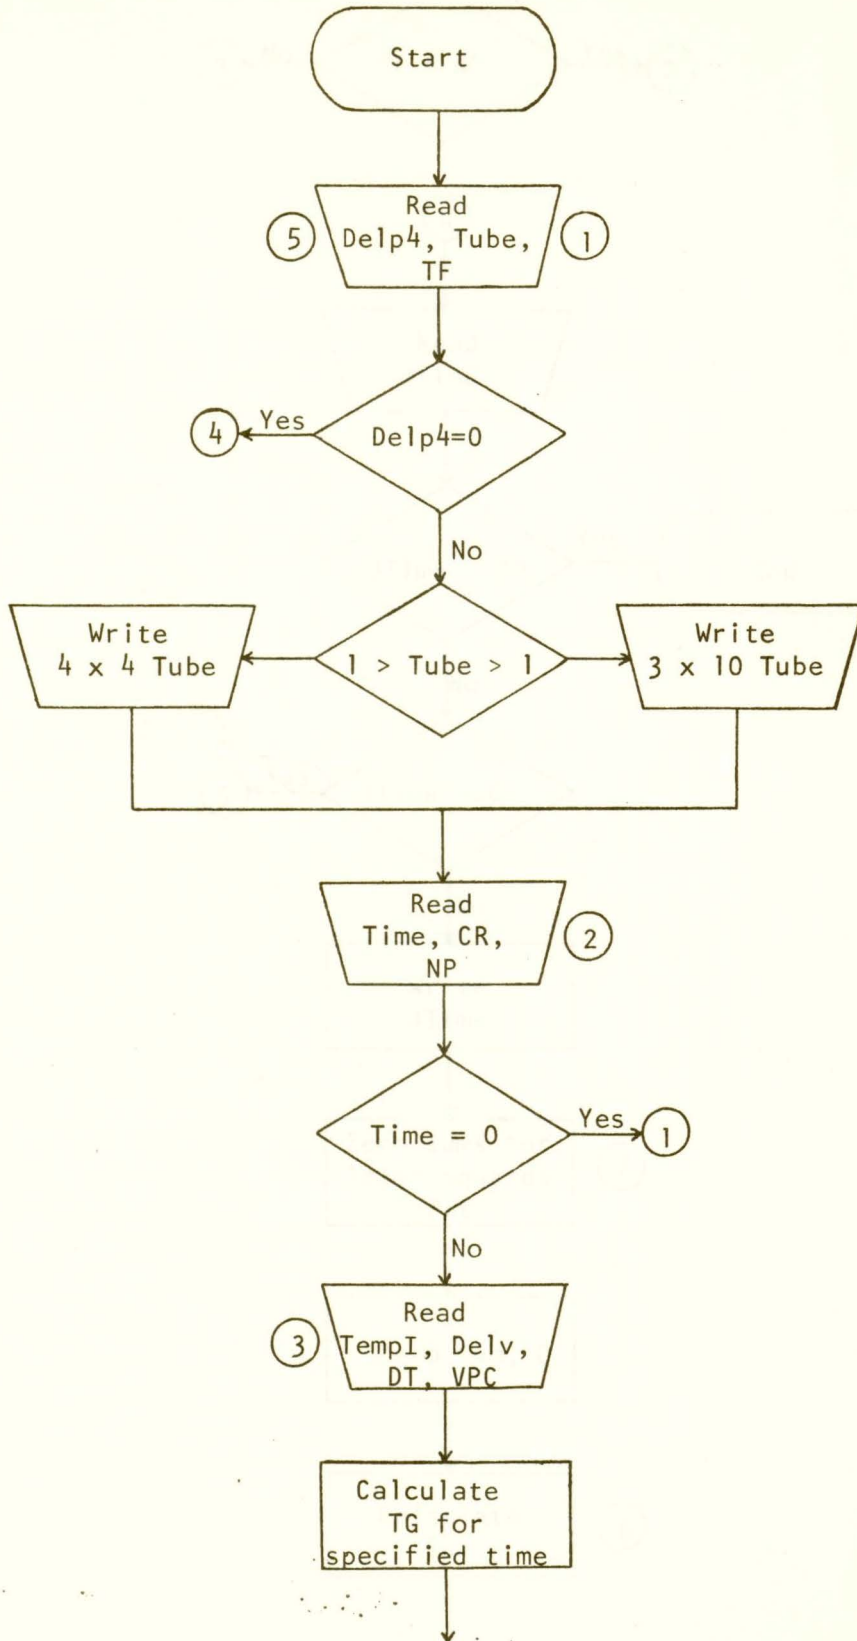 Start
5
Read
Delp4, Tube,
TF
1
4
Yes
Delp4=0
No
Write
4 x 4 Tube
1 > Tube > 1
Write
3 x 10 Tube
Read
Time, CR,
NP
2
Time = 0
Yes
1
No
3
Read
TempI, Delv,
DT, VPC
Calculate
TG for
specified time